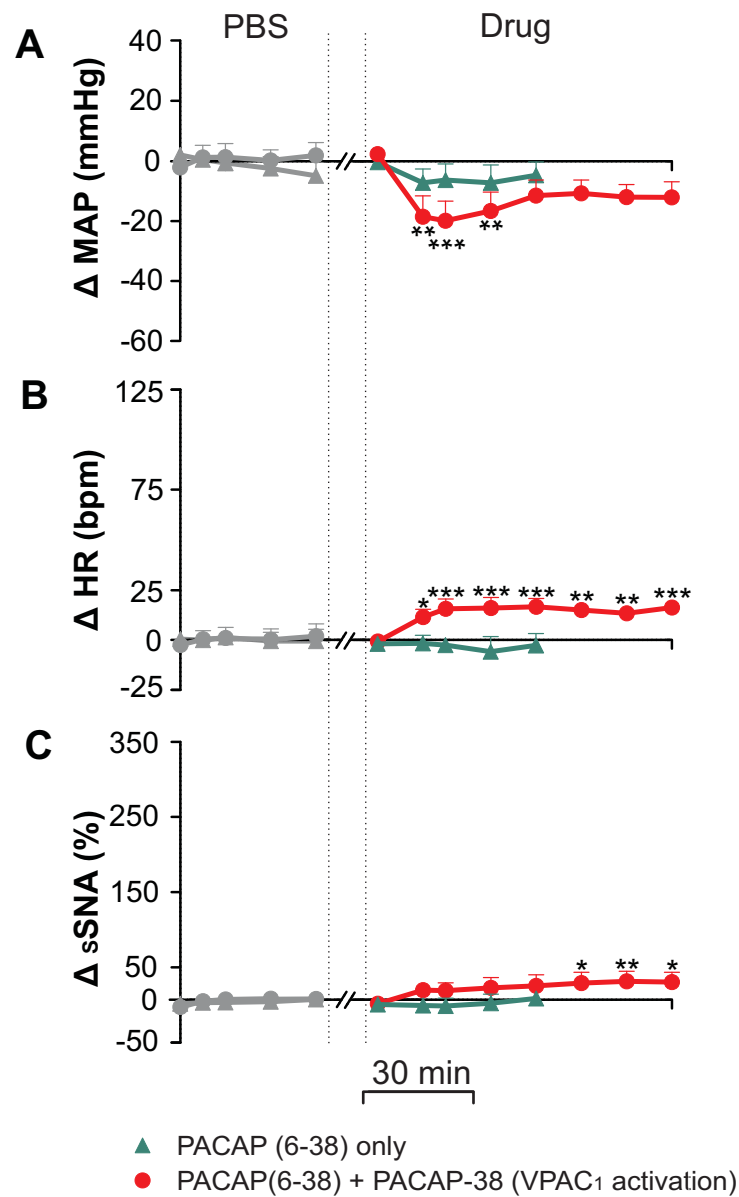 PBS Drug
A
Δ MAP (mmHg)
40
20
0
-20
-40
-60
** *** **
B
Δ HR (bpm)
125
75
25
0
-25
* *** *** *** ** ** ***
C
Δ sSNA (%)
350
250
150
50
0
-50
* ** *
30 min
PACAP (6-38) only
PACAP(6-38) + PACAP-38 (VPAC1 activation)